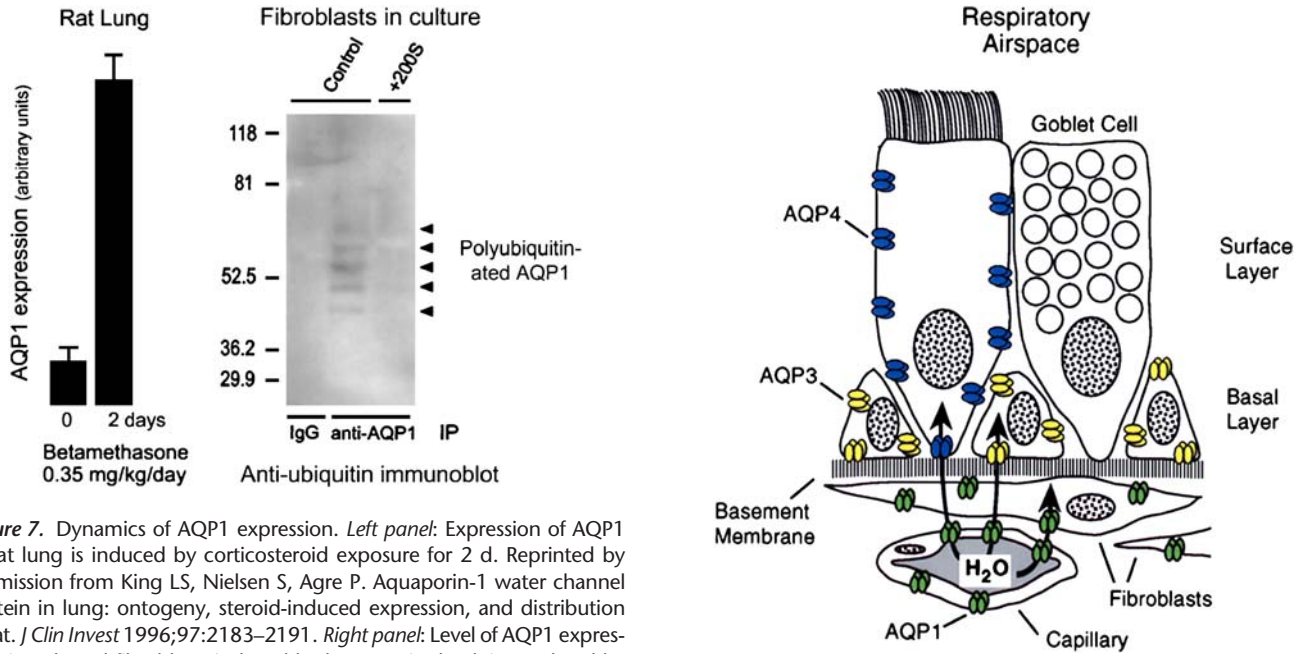 Rat Lung
AQP1 expression (arbitrary units)
0 2 days
Betamethasone
0.35 mg/kg/day
Fibroblasts in culture
Control
+200S
118
81
52.5
36.2
29.9
Polyubiquitin-
ated AQP1
IgG anti-AQP1 IP
Anti-ubiquitin immunoblot
7. Dynamics of AQP1 expression. Left panel: Expression of AQP1
lung is induced by corticosteroid exposure for 2 d. Reprinted by
from King LS, Nielsen S, Agre P. Aquaporin-1 water channel
in lung: ontogeny, steroid-induced expression, and distribution
J Clin Invest 1996;97:2183–2191. Right panel: Level of AQP1 expres-
Respiratory
Airspace
Goblet Cell
AQP4
Surface
Layer
AQP3
Basal
Layer
Basement
Membrane
H₂O
Fibroblasts
AQP1
Capillary